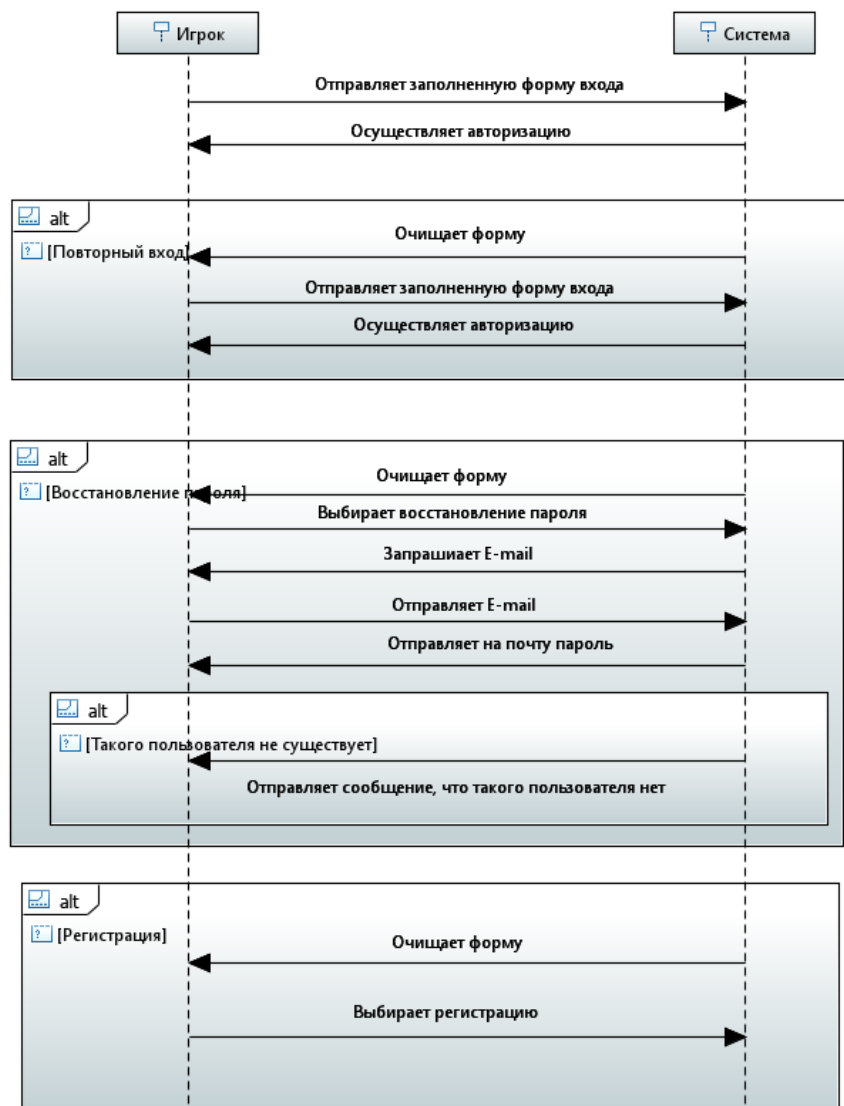 Игрок
Система
Отправляет заполненную форму входа
Осуществляет авторизацию
alt
[Повторный вход]
Очищает форму
Отправляет заполненную форму входа
Осуществляет авторизацию
alt
[Восстановление пароля]
Очищает форму
Выбирает восстановление пароля
Запрашиает E-mail
Отправляет E-mail
Отправляет на почту пароль
alt
[Такого пользователя не существует]
Отправляет сообщение, что такого пользователя нет
alt
[Регистрация]
Очищает форму
Выбирает регистрацию